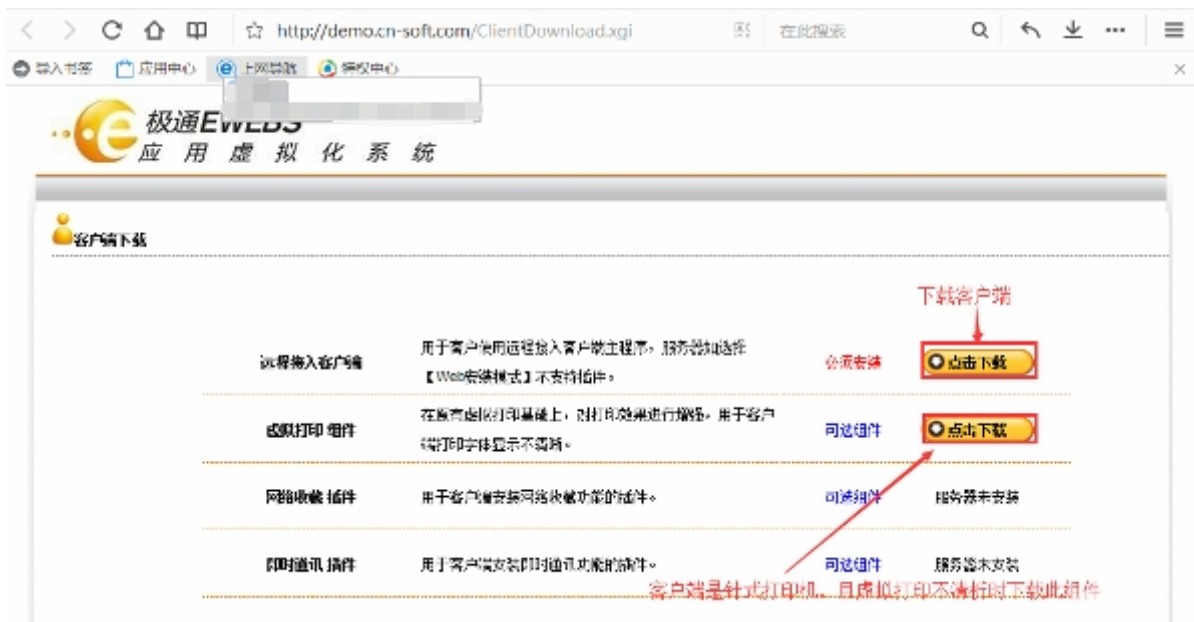 http://demo.cn-soft.com/ClientDownload.xgi 在此搜索
导入书签 应用中心 上网导航 特权中心
极通EWEBS
应用虚拟化系统
客户端下载
下载客户端
用于客户使用远程接入客户端主程序，服务器如选择
远程接入客户端 必须安装 点击下载
【Web安装模式】不支持插件。
在原有虚拟打印基础上，对打印效果进行增强，用于客户
虚拟打印 组件 可选组件 点击下载
端打印字体显示不清晰。
网络收藏 插件 用于客户端安装网络收藏功能的插件。 可选组件 服务器未安装
即时通讯 插件 用于客户端安装即时通讯功能的插件。 可选组件 服务器未安装
客户端是针式打印机、且虚拟打印不清晰时下载此组件